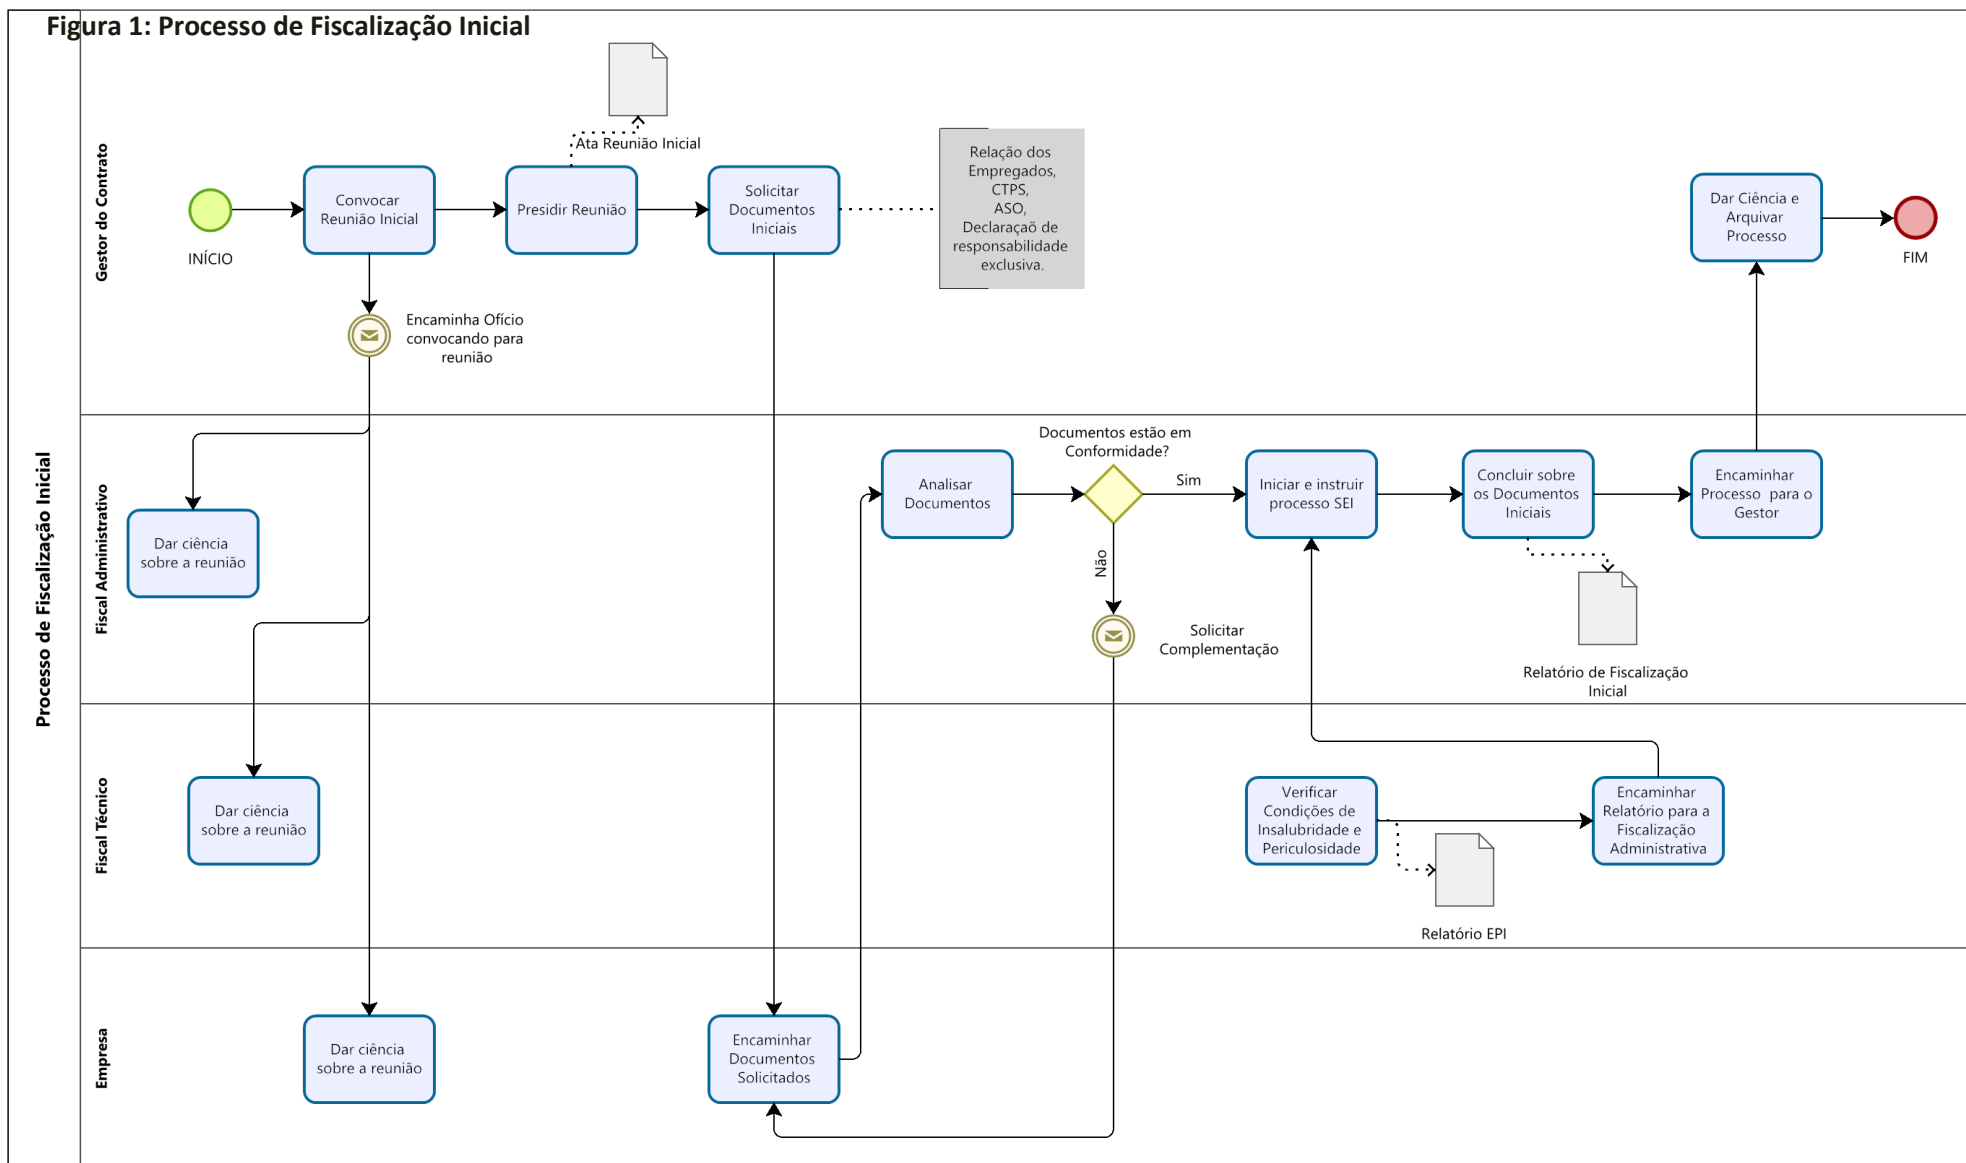 Figura 1: Processo de Fiscalização Inicial
Processo de Fiscalização Inicial
Gestor do Contrato
INÍCIO
Convocar
Reunião Inicial
Presidir Reunião
Ata Reunião Inicial
Solicitar
Documentos
Iniciais
Relação dos
Empregados,
CTPS,
ASO,
Declaraçaõ de
responsabilidade
exclusiva.
Dar Ciência e
Arquivar
Processo
FIM
Encaminha Ofício
convocando para
reunião
Fiscal Administrativo
Dar ciência
sobre a reunião
Analisar
Documentos
Documentos estão em
Conformidade?
Sim
Não
Solicitar
Complementação
Iniciar e instruir
processo SEI
Concluir sobre
os Documentos
Iniciais
Relatório de Fiscalização
Inicial
Encaminhar
Processo para o
Gestor
Fiscal Técnico
Dar ciência
sobre a reunião
Verificar
Condições de
Insalubridade e
Periculosidade
Relatório EPI
Encaminhar
Relatório para a
Fiscalização
Administrativa
Empresa
Dar ciência
sobre a reunião
Encaminhar
Documentos
Solicitados